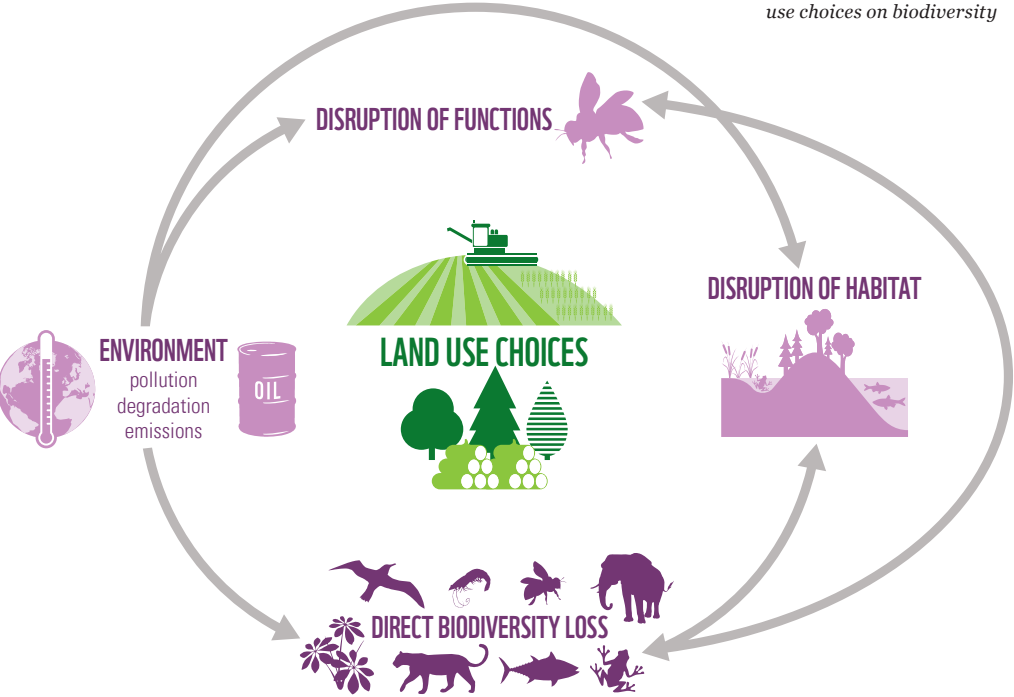 use choices on biodiversity
DISRUPTION OF FUNCTIONS
DISRUPTION OF HABITAT
ENVIRONMENT
pollution
degradation
emissions
OIL
LAND USE CHOICES
DIRECT BIODIVERSITY LOSS